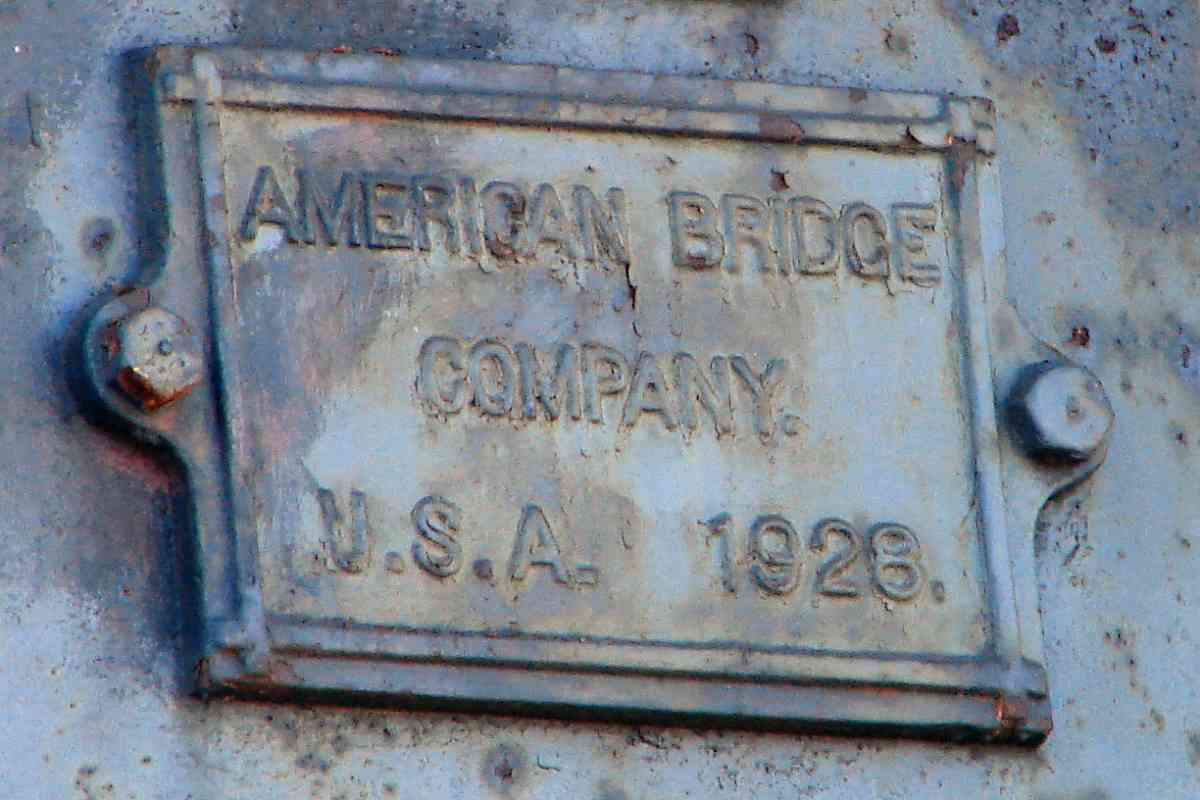 AMERICAN BRIDGE
COMPANY.
U.S.A. 1928.